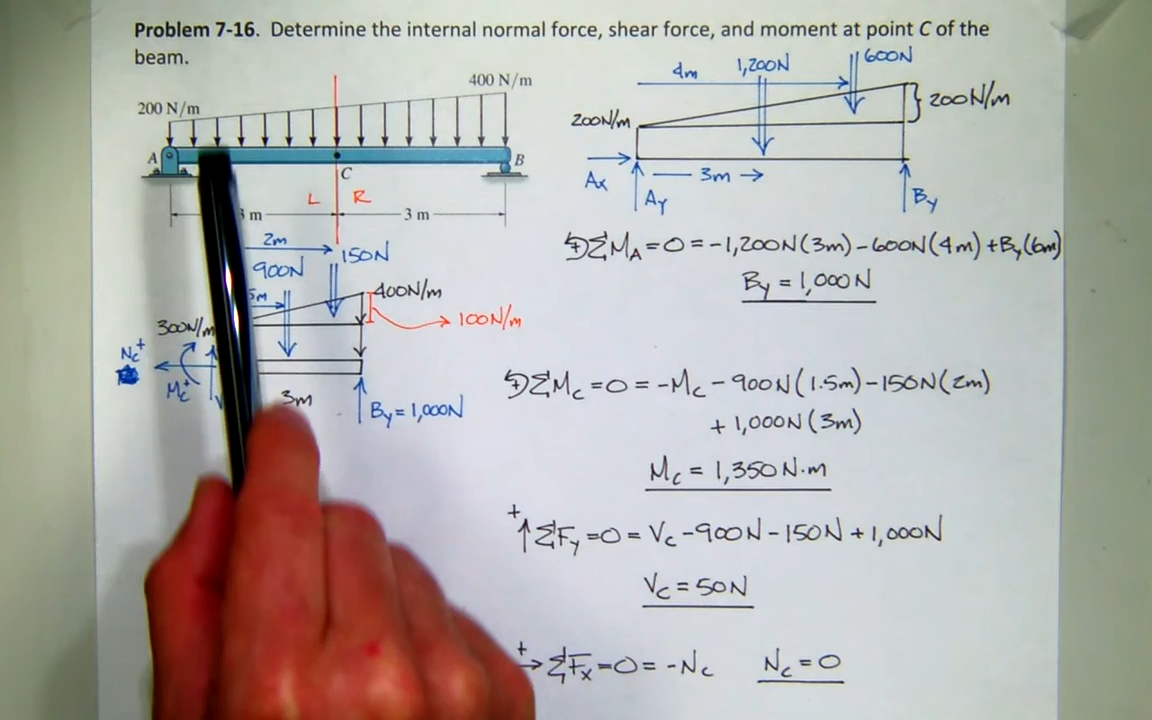 Problem 7-16. Determine the internal normal force, shear force, and moment at point C of the
beam.
200 N/m
400 N/m
A
B
C
L
R
3 m
2m
900N
150N
5m
400N/m
100N/m
300N/m
Nc+
Mc+
3m
By = 1,000N
4m
1,200N
600N
200N/m
200N/m
3m
Ax
Ay
By
+ΣMA = 0 = -1,200N(3m) - 600N(4m) + By(6m)
By = 1,000N
+ΣMc = 0 = -Mc - 900N(1.5m) - 150N(2m)
+ 1,000N(3m)
Mc = 1,350N·m
+↑ΣFy = 0 = Vc - 900N - 150N + 1,000N
Vc = 50N
+→ΣFx = 0 = -Nc
Nc = 0